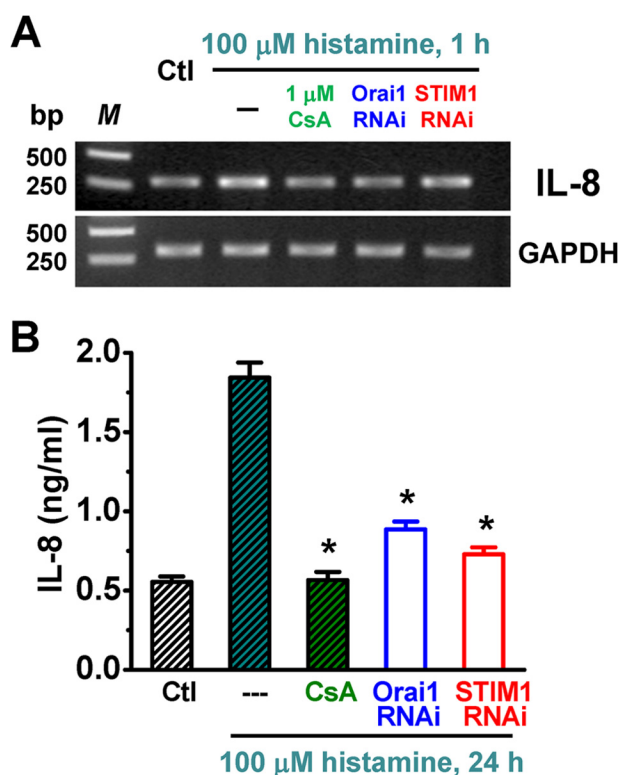 A
100 μM histamine, 1 h
Ctl
– 1 μM Orai1 STIM1
CsA RNAi RNAi
bp M
500
250
IL-8
500
250
GAPDH
B
IL-8 (ng/ml)
2.0
1.5
1.0
0.5
0.0
* * *
Ctl --- CsA Orai1 STIM1
RNAi RNAi
100 μM histamine, 24 h